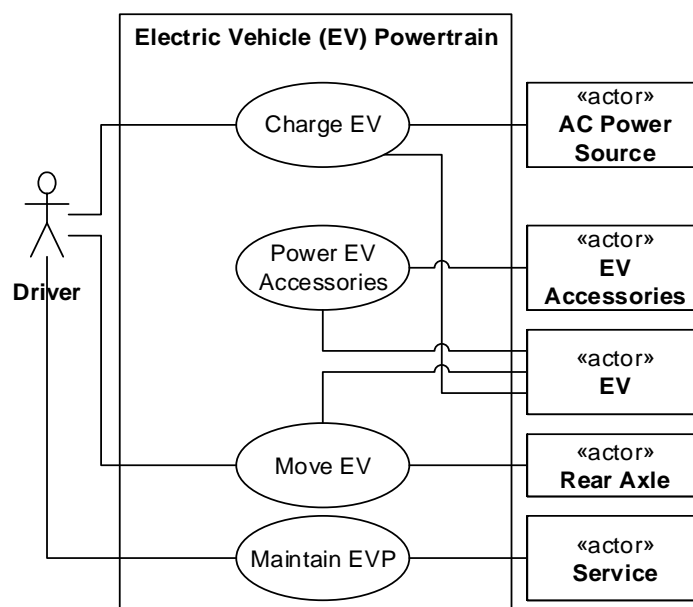 Electric Vehicle (EV) Powertrain
Charge EV
«actor»
AC Power
Source
Driver
Power EV
Accessories
«actor»
EV
Accessories
«actor»
EV
Move EV
«actor»
Rear Axle
Maintain EVP
«actor»
Service